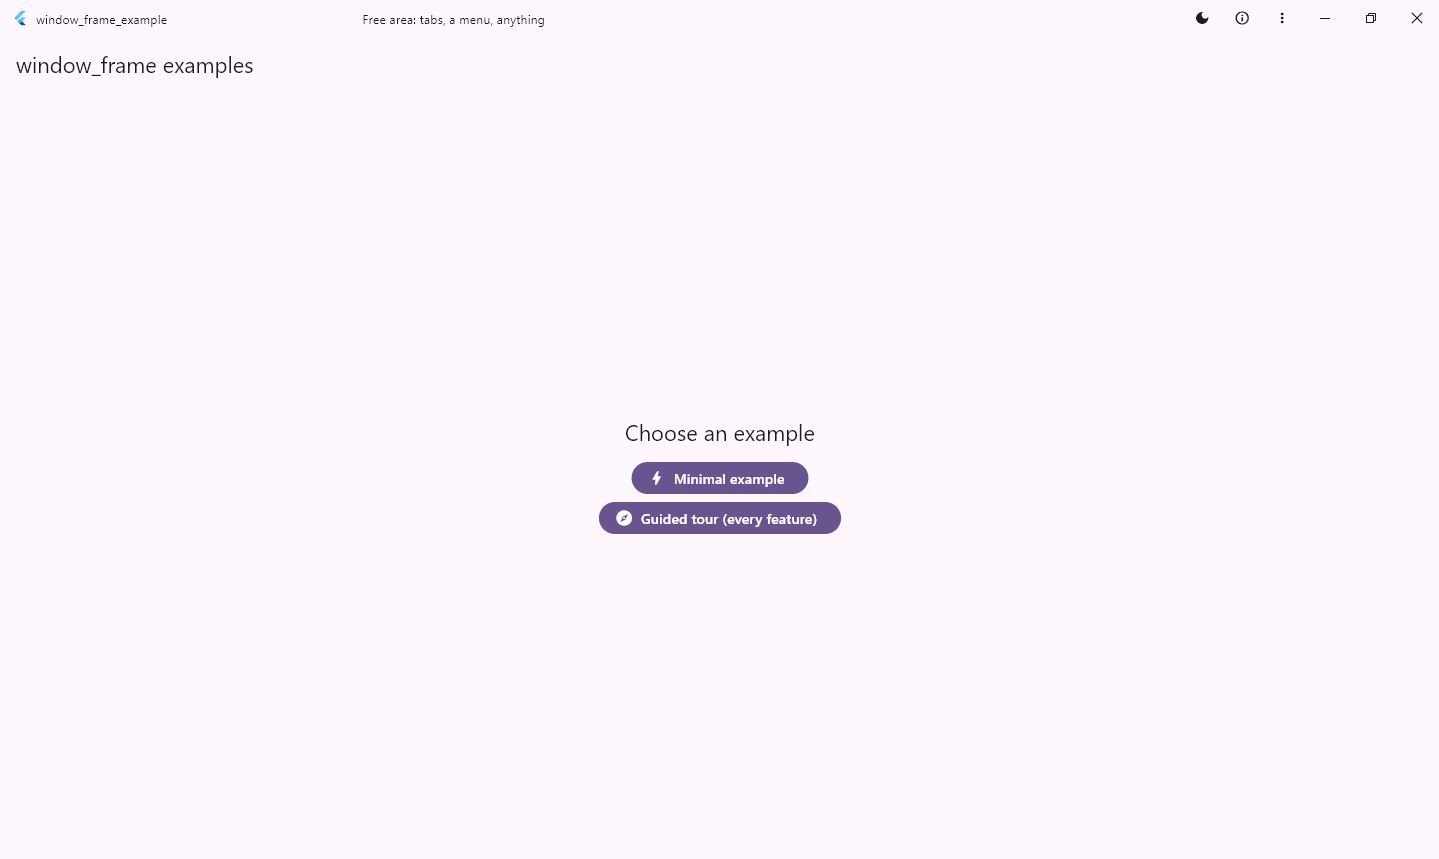 window_frame_example
Free area: tabs, a menu, anything
window_frame examples
Choose an example
Minimal example
Guided tour (every feature)